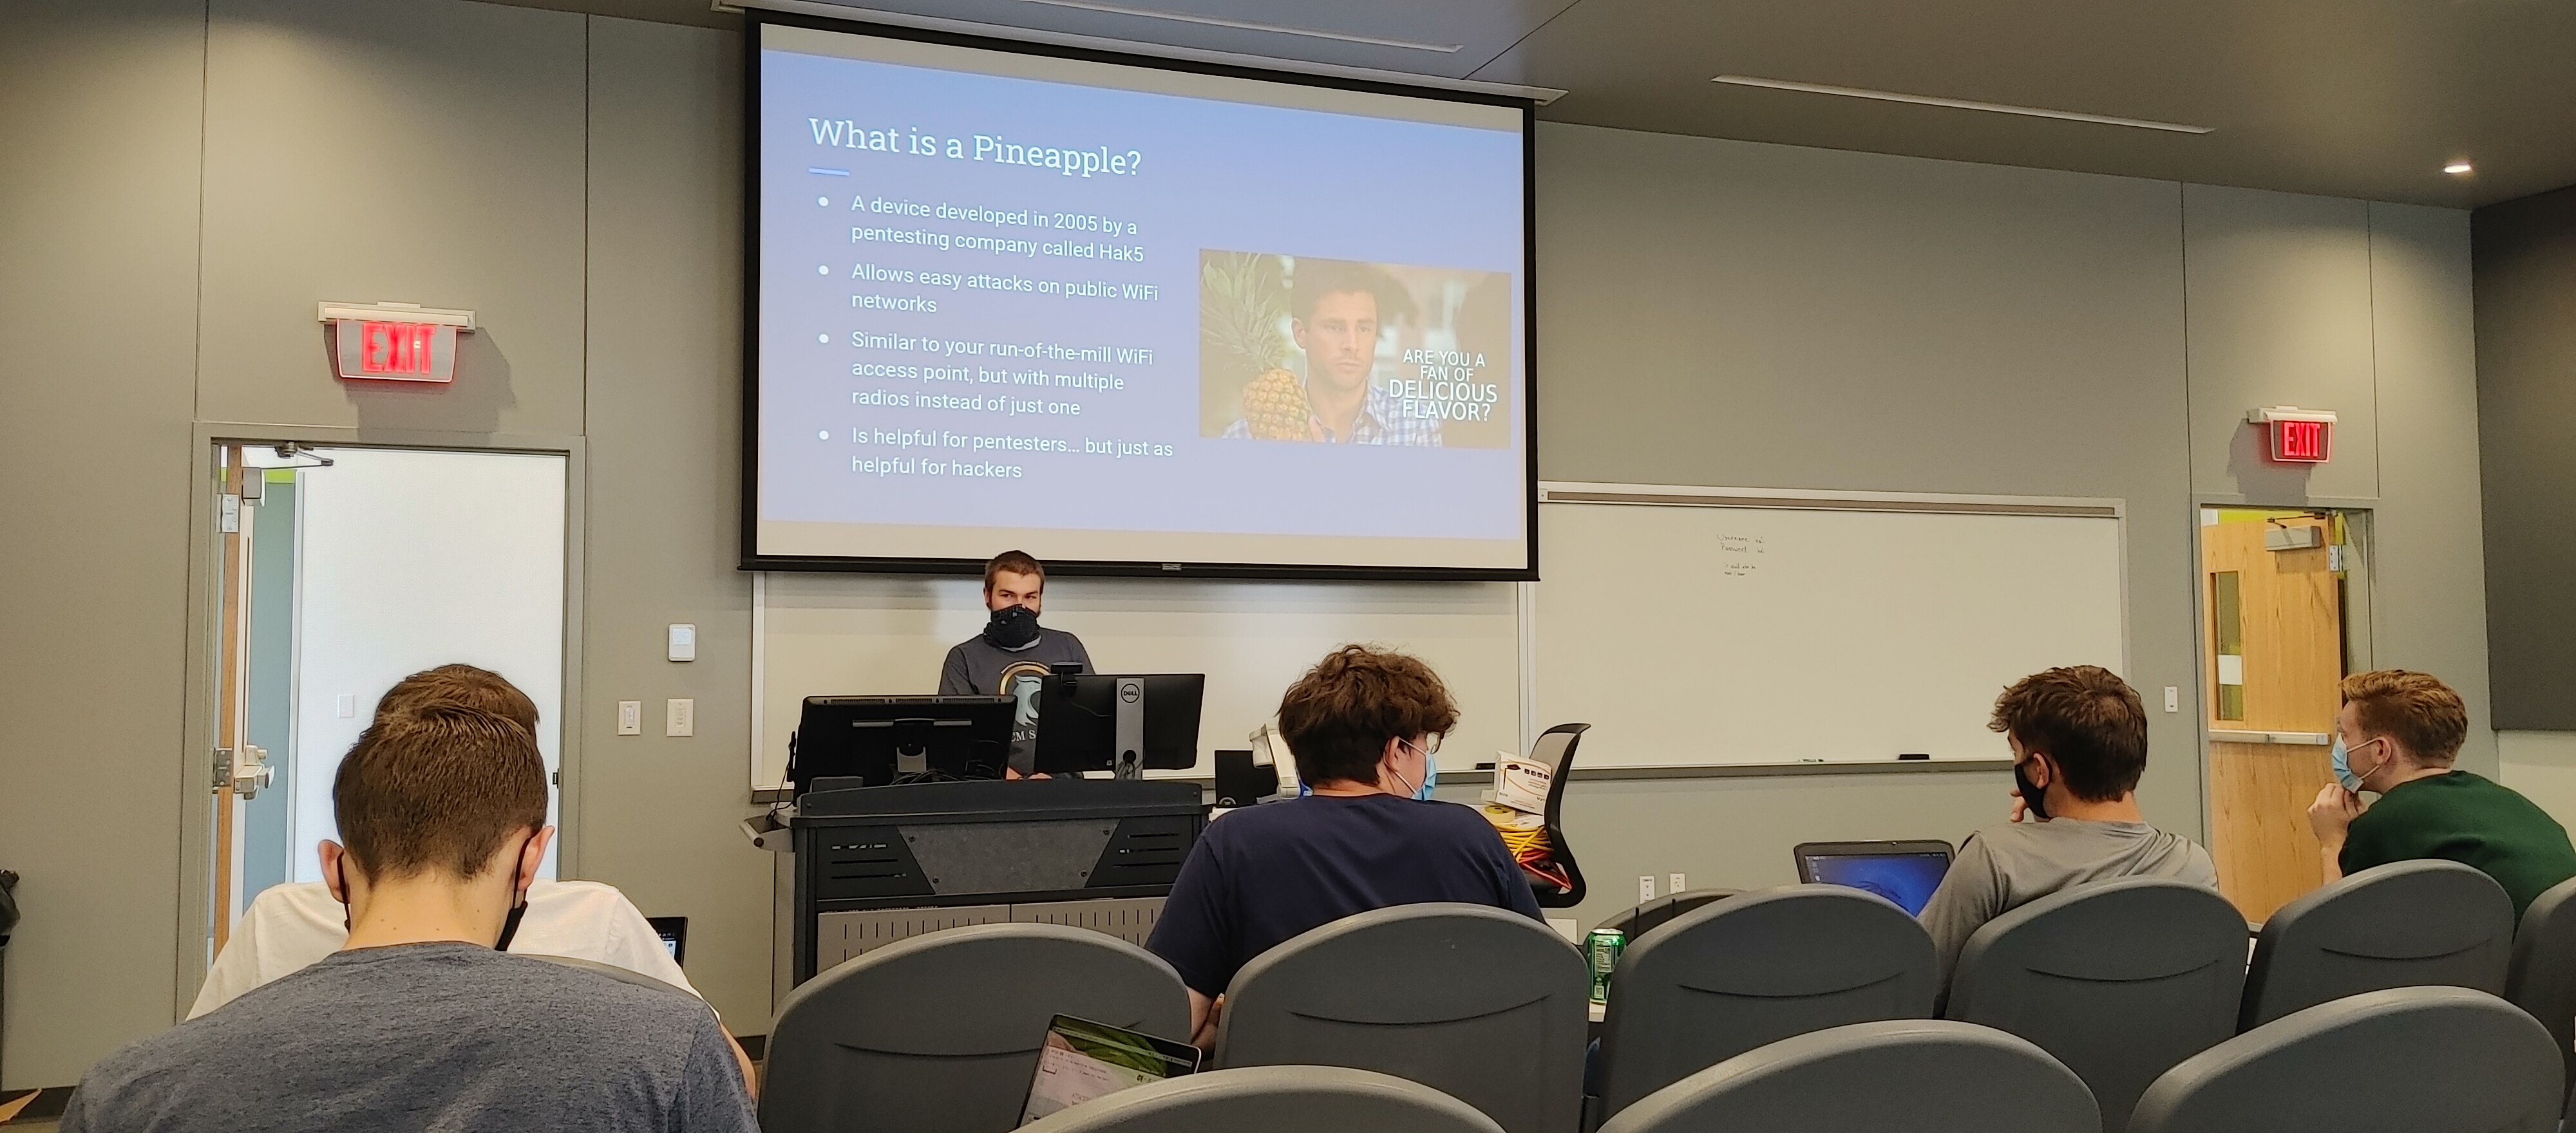 What is a Pineapple?
A device developed in 2005 by a
pentesting company called Hak5
Allows easy attacks on public WiFi
networks
Similar to your run-of-the-mill WiFi
access point, but with multiple
radios instead of just one
Is helpful for pentesters... but just as
helpful for hackers
ARE YOU A
FAN OF
DELICIOUS
FLAVOR?
EXIT
EXIT
Username
Password
DELL